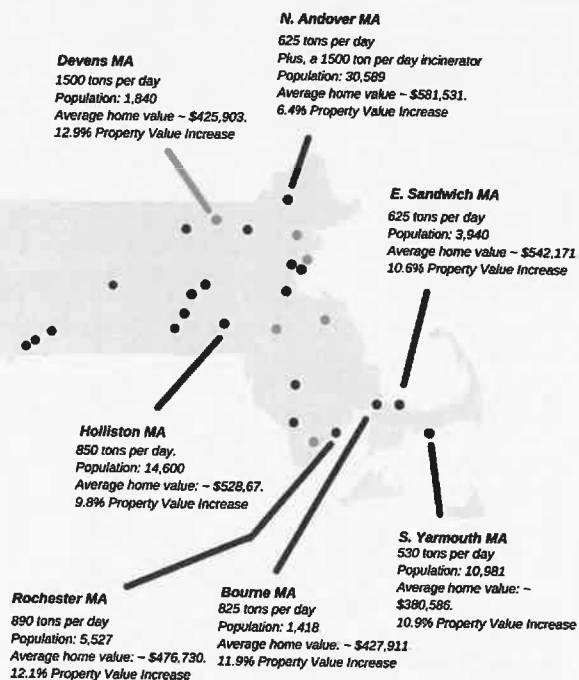 N. Andover MA
625 tons per day
Plus, a 1500 ton per day incinerator
Population: 30,589
Average home value ~ $581,531.
6.4% Property Value Increase
Devens MA
1500 tons per day
Population: 1,840
Average home value ~ $425,903.
12.9% Property Value Increase
E. Sandwich MA
625 tons per day
Population: 3,940
Average home value ~ $542,171
10.6% Property Value Increase
Holliston MA
850 tons per day.
Population: 14,600
Average home value: ~ $528,67.
9.8% Property Value Increase
S. Yarmouth MA
530 tons per day
Population: 10,981
Average home value: ~
$380,586.
10.9% Property Value Increase
Rochester MA
890 tons per day
Population: 5,527
Average home value: ~ $476,730.
12.1% Property Value Increase
Bourne MA
825 tons per day
Population: 1,418
Average home value: ~ $427,911
11.9% Property Value Increase